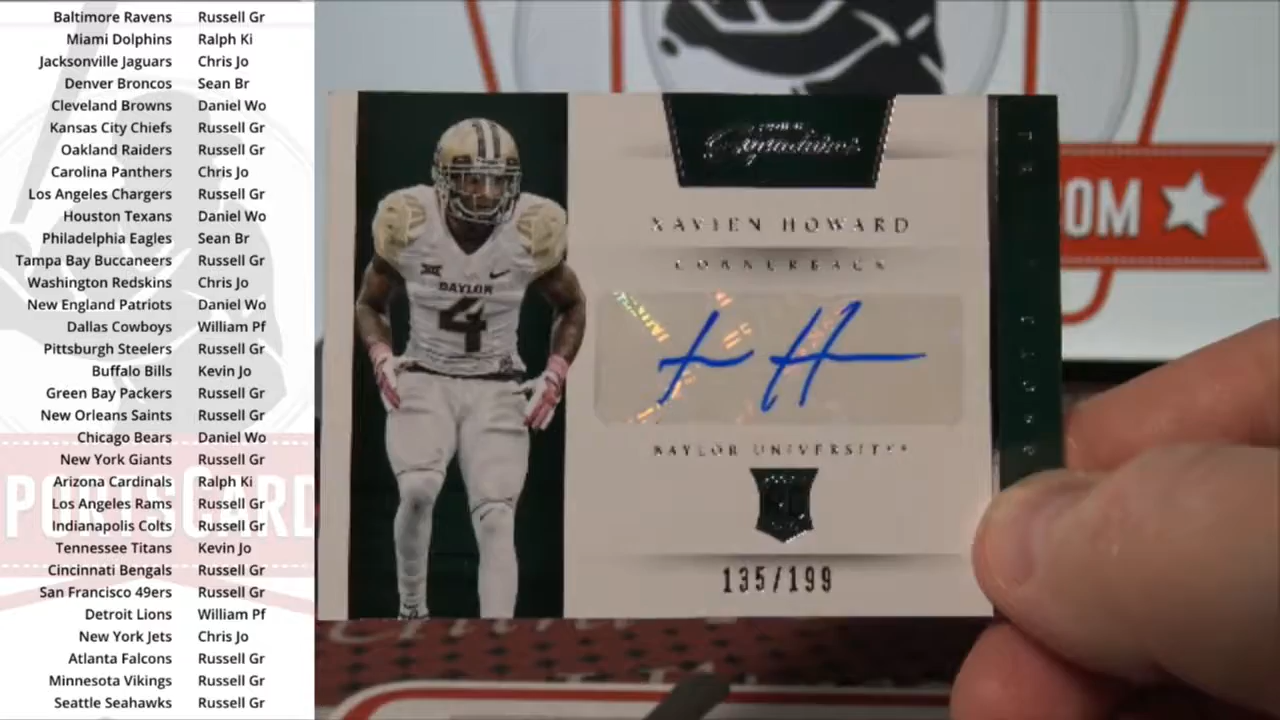 Baltimore Ravens Russell Gr
Miami Dolphins Ralph Ki
Jacksonville Jaguars Chris Jo
Denver Broncos Sean Br
Cleveland Browns Daniel Wo
Kansas City Chiefs Russell Gr
Oakland Raiders Russell Gr
Carolina Panthers Chris Jo
Los Angeles Chargers Russell Gr
Houston Texans Daniel Wo
Philadelphia Eagles Sean Br
Tampa Bay Buccaneers Russell Gr
Washington Redskins Chris Jo
New England Patriots Daniel Wo
Dallas Cowboys William Pf
Pittsburgh Steelers Russell Gr
Buffalo Bills Kevin Jo
Green Bay Packers Russell Gr
New Orleans Saints Russell Gr
Chicago Bears Daniel Wo
New York Giants Russell Gr
Arizona Cardinals Ralph Ki
Los Angeles Rams Russell Gr
Indianapolis Colts Russell Gr
Tennessee Titans Kevin Jo
Cincinnati Bengals Russell Gr
San Francisco 49ers Russell Gr
Detroit Lions William Pf
New York Jets Chris Jo
Atlanta Falcons Russell Gr
Minnesota Vikings Russell Gr
Seattle Seahawks Russell Gr
PORTSCARD
Signatures
XAVIEN HOWARD
CORNERBACK
BAYLOR
4
BAYLOR UNIVERSITY
RC
135/199
OM